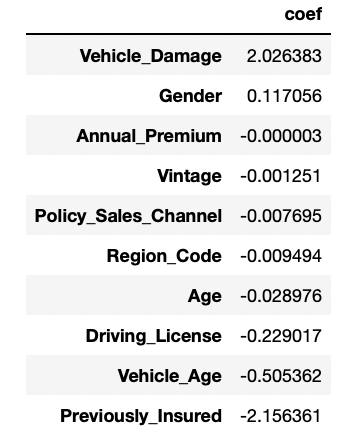 coef
Vehicle_Damage 2.026383
Gender 0.117056
Annual_Premium -0.000003
Vintage -0.001251
Policy_Sales_Channel -0.007695
Region_Code -0.009494
Age -0.028976
Driving_License -0.229017
Vehicle_Age -0.505362
Previously_Insured -2.156361